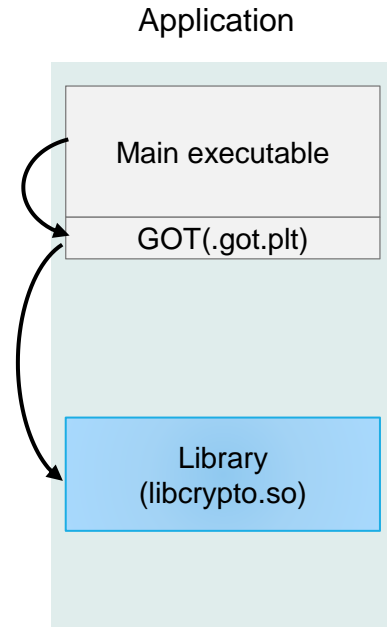 Application
Main executable
GOT(.got.plt)
Library
(libcrypto.so)